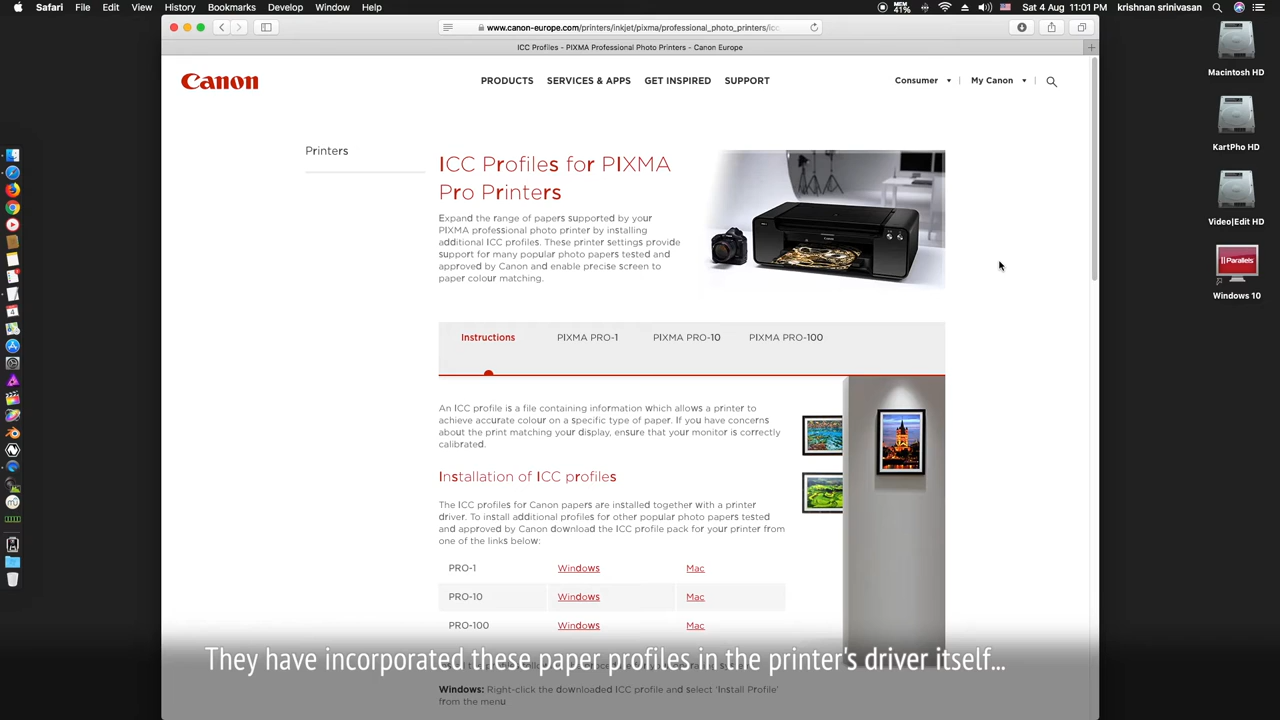 Safari File Edit View History Bookmarks Develop Window Help
MEM 41% Sat 4 Aug 11:01 PM krishnan srinivasan
www.canon-europe.com/printers/inkjet/pixma/professional_photo_printers/icc
ICC Profiles - PIXMA Professional Photo Printers - Canon Europe
Canon
PRODUCTS SERVICES & APPS GET INSPIRED SUPPORT
Consumer My Canon
Macintosh HD
KartPho HD
Video|Edit HD
Parallels
Windows 10
Printers
ICC Profiles for PIXMA
Pro Printers
Expand the range of papers supported by your
PIXMA professional photo printer by installing
additional ICC profiles. These printer settings provide
support for many popular photo papers tested and
approved by Canon and enable precise screen to
paper colour matching.
Instructions PIXMA PRO-1 PIXMA PRO-10 PIXMA PRO-100
An ICC profile is a file containing information which allows a printer to
achieve accurate colour on a specific type of paper. If you have concerns
about the print matching your display, ensure that your monitor is correctly
calibrated.
Installation of ICC profiles
The ICC profiles for Canon papers are installed together with a printer
driver. To install additional profiles for other popular photo papers tested
and approved by Canon download the ICC profile pack for your printer from
one of the links below:
PRO-1 Windows Mac
PRO-10 Windows Mac
PRO-100 Windows Mac
They have incorporated these paper profiles in the printer's driver itself...
Windows: Right-click the downloaded ICC profile and select 'Install Profile'
from the menu